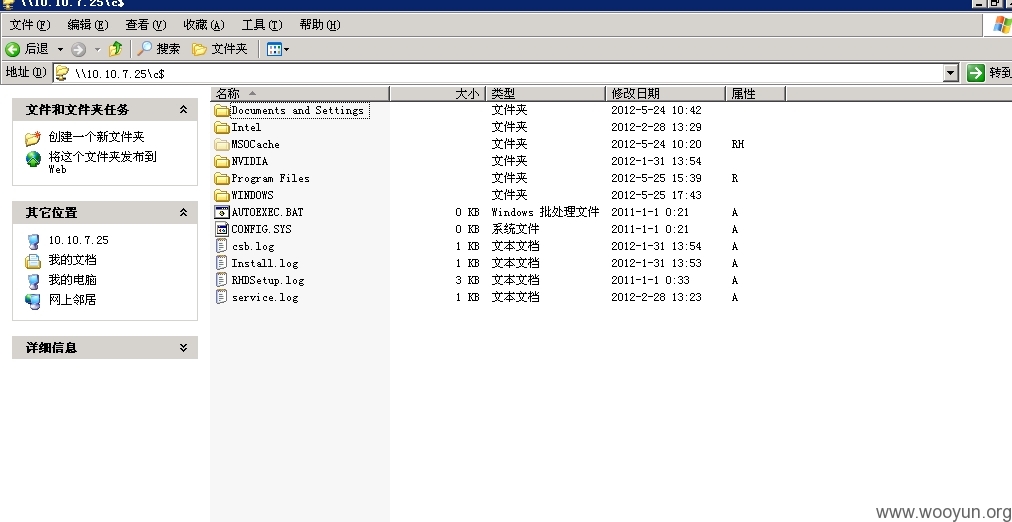 \\10.10.7.25\c$
文件(F) 编辑(E) 查看(V) 收藏(A) 工具(T) 帮助(H)
后退 搜索 文件夹
地址(D) \\10.10.7.25\c$ 转到
文件和文件夹任务
创建一个新文件夹
将这个文件夹发布到
Web
其它位置
10.10.7.25
我的文档
我的电脑
网上邻居
详细信息
名称 大小 类型 修改日期 属性
Documents and Settings 文件夹 2012-5-24 10:42
Intel 文件夹 2012-2-28 13:29
MSOCache 文件夹 2012-5-24 10:20 RH
NVIDIA 文件夹 2012-1-31 13:54
Program Files 文件夹 2012-5-25 15:39 R
WINDOWS 文件夹 2012-5-25 17:43
AUTOEXEC.BAT 0 KB Windows 批处理文件 2011-1-1 0:21 A
CONFIG.SYS 0 KB 系统文件 2011-1-1 0:21 A
csb.log 1 KB 文本文档 2012-1-31 13:54 A
Install.log 1 KB 文本文档 2012-1-31 13:53 A
RHDSetup.log 3 KB 文本文档 2011-1-1 0:33 A
service.log 1 KB 文本文档 2012-2-28 13:23 A
www.wooyun.org